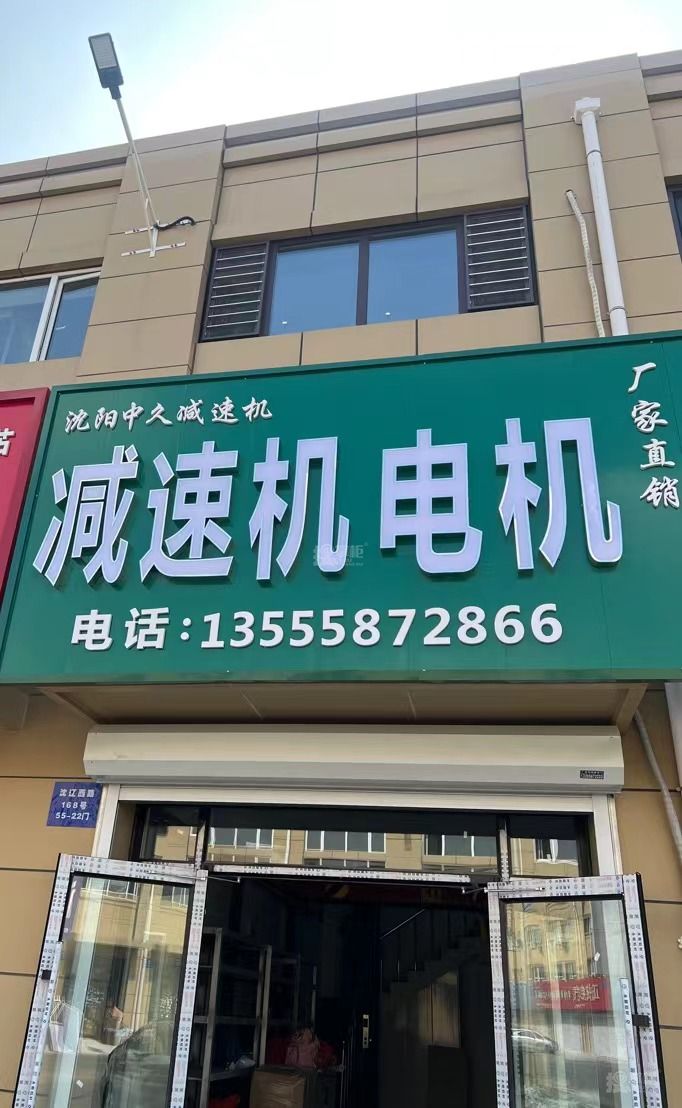 沈阳中久减速机
厂家直销
减速机电机
电话:13555872866
沈辽西路
168号
55-22门